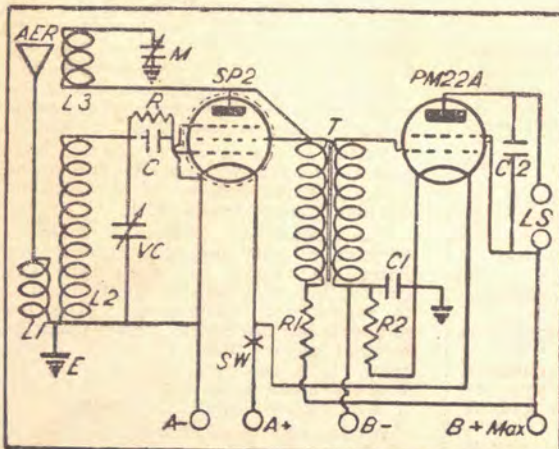 AER
M
SP2
PM22A
L3
R
T
C
C2
VC
LS
L2
C1
L1
R1
R2
E
SW
A-
A+
B-
B+ Max